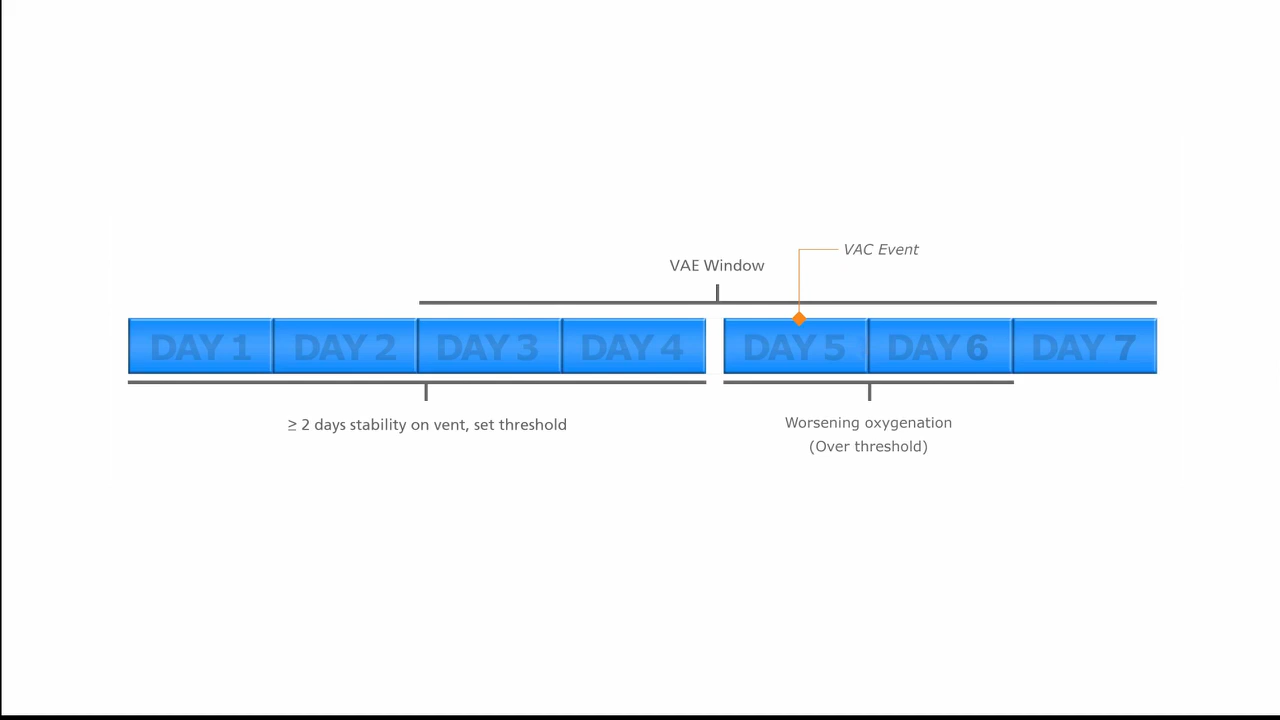 VAC Event
VAE Window
DAY 1 DAY 2 DAY 3 DAY 4 DAY 5 DAY 6 DAY 7
≥ 2 days stability on vent, set threshold
Worsening oxygenation
(Over threshold)